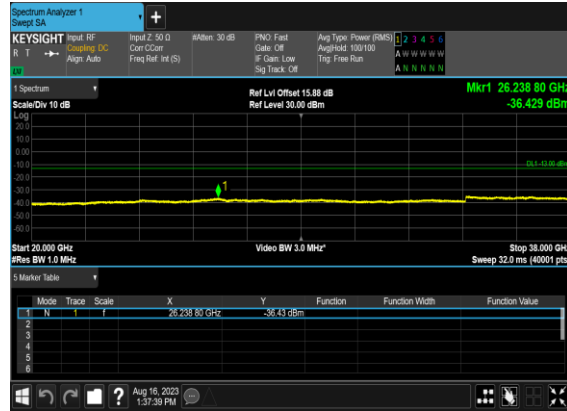 Spectrum Analyzer 1
Swept SA
+
KEYSIGHT Input: RF Input Z: 50 Ω #Atten: 30 dB PNO: Fast Avg Type: Power (RMS) 1 2 3 4 5 6
R T Coupling: DC Corr CCorr Gate: Off Avg|Hold: 100/100 A W W W W W
Align: Auto Freq Ref: Int (S) IF Gain: Low Trig: Free Run
Sig Track: Off A N N N N N
1 Spectrum Ref Lvl Offset 15.88 dB Mkr1 26.238 80 GHz
Scale/Div 10 dB Ref Level 30.00 dBm -36.429 dBm
Log
20.0
10.0
0.00
-10.0 DL1 -13.00 dBm
-20.0 1
-30.0
-40.0
-50.0
-60.0
Start 20.000 GHz Video BW 3.0 MHz* Stop 38.000 GHz
#Res BW 1.0 MHz Sweep 32.0 ms (40001 pts)
5 Marker Table
Mode Trace Scale X Y Function Function Width Function Value
1 N 1 f 26.238 80 GHz -36.43 dBm
2
3
4
5
6
? Aug 16, 2023
1:37:39 PM